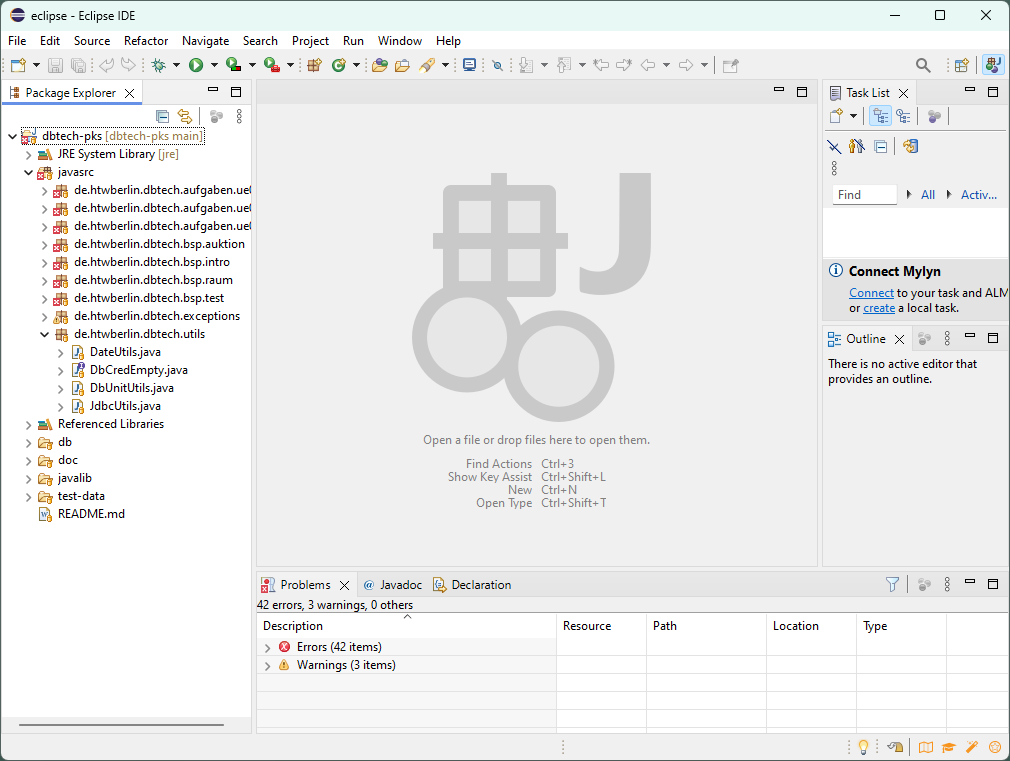 eclipse - Eclipse IDE
File Edit Source Refactor Navigate Search Project Run Window Help
Package Explorer
dbtech-pks [dbtech-pks main]
JRE System Library [jre]
javasrc
de.htwberlin.dbtech.aufgaben.ue
de.htwberlin.dbtech.aufgaben.ue
de.htwberlin.dbtech.aufgaben.ue
de.htwberlin.dbtech.bsp.auktion
de.htwberlin.dbtech.bsp.intro
de.htwberlin.dbtech.bsp.raum
de.htwberlin.dbtech.bsp.test
de.htwberlin.dbtech.exceptions
de.htwberlin.dbtech.utils
DateUtils.java
DbCredEmpty.java
DbUnitUtils.java
JdbcUtils.java
Referenced Libraries
db
doc
javalib
test-data
README.md
Open a file or drop files here to open them.
Find Actions Ctrl+3
Show Key Assist Ctrl+Shift+L
New Ctrl+N
Open Type Ctrl+Shift+T
Task List
Find All Activ...
Connect Mylyn
Connect to your task and ALM
or create a local task.
Outline
There is no active editor that
provides an outline.
Problems @ Javadoc Declaration
42 errors, 3 warnings, 0 others
Description Resource Path Location Type
Errors (42 items)
Warnings (3 items)